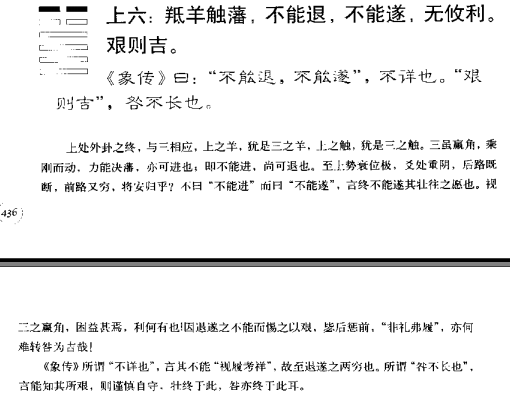 上六：羝羊触藩，不能退，不能遂，无攸利。
艰则吉。
《象传》曰：“不能退，不能遂”，不详也。“艰
则吉”，咎不长也。
上处外卦之终，与三相应，上之羊，犹是三之羊，上之触，犹是三之触。三虽羸角，乘
刚而动，力能决藩，亦可进也；即不能进，尚可退也。至上势衰位极，爻处重阴，后路既
断，前路又穷，将安归乎？不曰“不能进”而曰“不能遂”，言终不能遂其壮往之愿也。视
436
三之羸角，困益甚焉，利何有也！因退遂之不能而惕之以艰，毖后惩前，“非礼弗履”，亦何
难转咎为吉哉！
《象传》所谓“不详也”，言其不能“视履考祥”，故至退遂之两穷也。所谓“咎不长也”，
言能知其所艰，则谨慎自守，壮终于此，咎亦终于此耳。